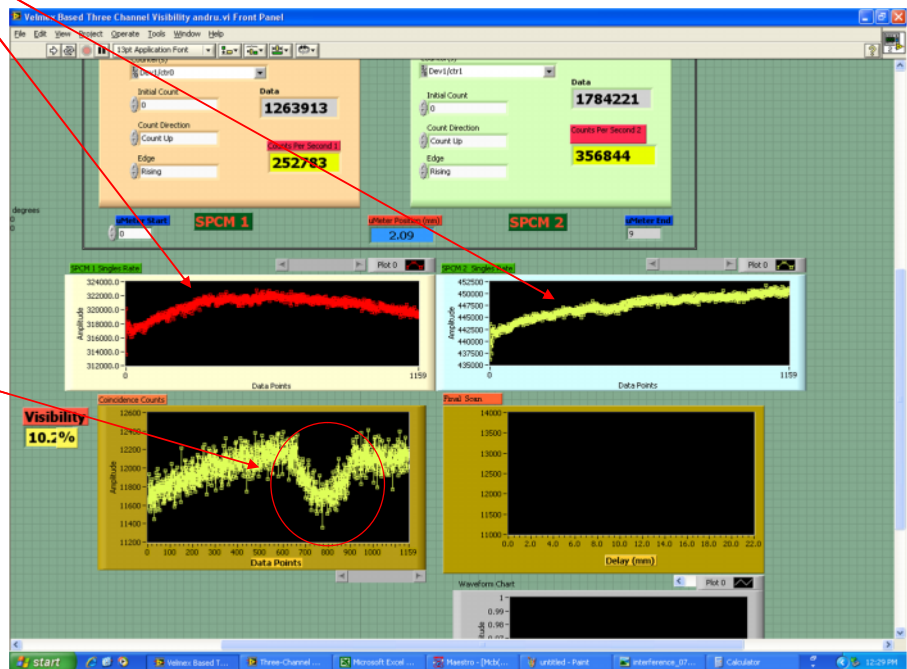 Velmex Based Three Channel Visibility andru.vi Front Panel
File Edit View Project Operate Tools Window Help
13pt Application Font
Counter(s)
Dev1/ctr0
Initial Count
0
Data
1263913
Count Direction
Count Up
Counts Per Second 1
252783
Edge
Rising
Dev1/ctr1
Initial Count
0
Data
1784221
Count Direction
Count Up
Counts Per Second 2
356844
Edge
Rising
degrees
0
0
uMeter Start
0
SPCM 1
uMeter Position (mm)
2.09
SPCM 2
uMeter End
9
SPCM 1 Singles Rate
Plot 0
324000.0
322000.0
320000.0
318000.0
316000.0
314000.0
312000.0
Amplitude
0
1159
Data Points
SPCM 2 Singles Rate
Plot 0
452500
450000
447500
445000
442500
440000
437500
435000
Amplitude
0
1159
Data Points
Visibility
10.2%
Coincidence Counts
12600
12400
12200
12000
11800
11600
11400
11200
Amplitude
0 100 200 300 400 500 600 700 800 900 1000 1159
Data Points
Final Scan
14000
13500
13000
12500
12000
11500
11000
Amplitude
0.0 2.0 4.0 6.0 8.0 10.0 12.0 14.0 16.0 18.0 20.0 22.0
Delay (mm)
Waveform Chart
Plot 0
1
0.99
0.98
0.97
start
Velmex Based T...
Three-Channel ...
Microsoft Excel ...
Maestro - [Mcb(...
untitled - Paint
interference_07...
Calculator
12:29 PM